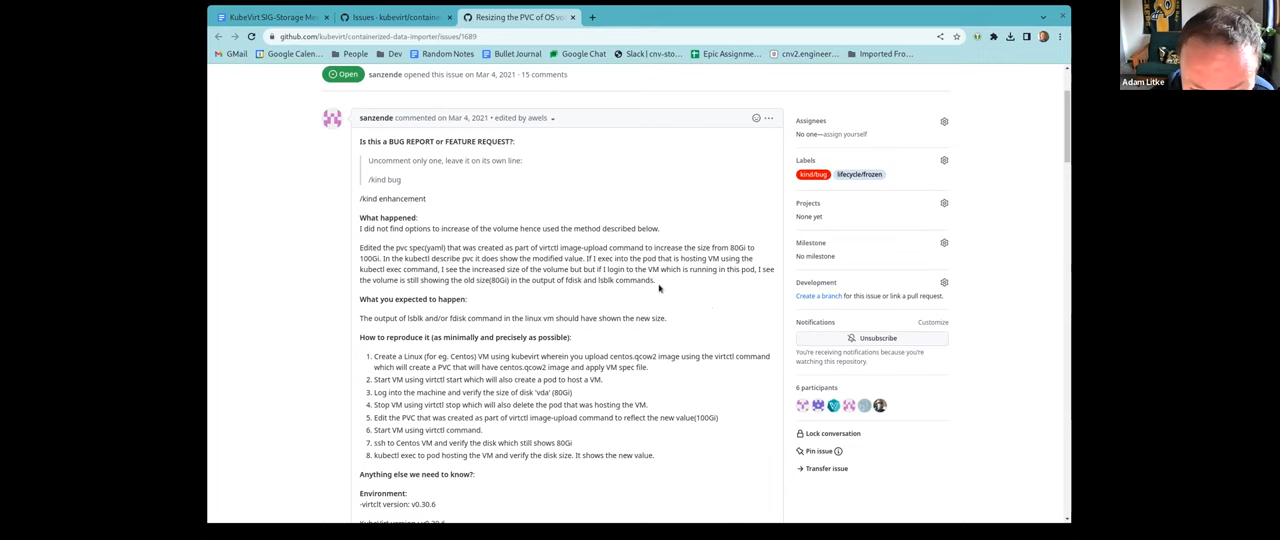 KubeVirt SIG-Storage Me
Issues · kubevirt/container
Resizing the PVC of OS vo
github.com/kubevirt/containerized-data-importer/issues/1689
GMail
Google Calen…
People
Dev
Random Notes
Bullet Journal
Google Chat
Slack | cnv-sto…
Epic Assignme…
cnv2.engineer…
Imported Fro…
Adam Litke
Open
sanzende opened this issue on Mar 4, 2021 · 15 comments
sanzende commented on Mar 4, 2021 • edited by awels
Is this a BUG REPORT or FEATURE REQUEST?:
Uncomment only one, leave it on its own line:
/kind bug
/kind enhancement
What happened:
I did not find options to increase of the volume hence used the method described below.
Edited the pvc spec(yaml) that was created as part of virtctl image-upload command to increase the size from 80Gi to
100Gi. In the kubectl describe pvc it does show the modified value. If I exec into the pod that is hosting VM using the
kubectl exec command, I see the increased size of the volume but but if I login to the VM which is running in this pod, I see
the volume is still showing the old size(80Gi) in the output of fdisk and lsblk commands.
What you expected to happen:
The output of lsblk and/or fdisk command in the linux vm should have shown the new size.
How to reproduce it (as minimally and precisely as possible):
1. Create a Linux (for eg. Centos) VM using kubevirt wherein you upload centos.qcow2 image using the virtctl command
which will create a PVC that will have centos.qcow2 image and apply VM spec file.
2. Start VM using virtctl start which will also create a pod to host a VM.
3. Log into the machine and verify the size of disk 'vda' (80Gi)
4. Stop VM using virtctl stop which will also delete the pod that was hosting the VM.
5. Edit the PVC that was created as part of virtctl image-upload command to reflect the new value(100Gi)
6. Start VM using virtctl command.
7. ssh to Centos VM and verify the disk which still shows 80Gi
8. kubectl exec to pod hosting the VM and verify the disk size. It shows the new value.
Anything else we need to know?:
Environment:
-virtclt version: v0.30.6
Assignees
No one—assign yourself
Labels
kind/bug
lifecycle/frozen
Projects
None yet
Milestone
No milestone
Development
Create a branch for this issue or link a pull request.
Notifications
Customize
Unsubscribe
You're receiving notifications because you're
watching this repository.
6 participants
Lock conversation
Pin issue
Transfer issue